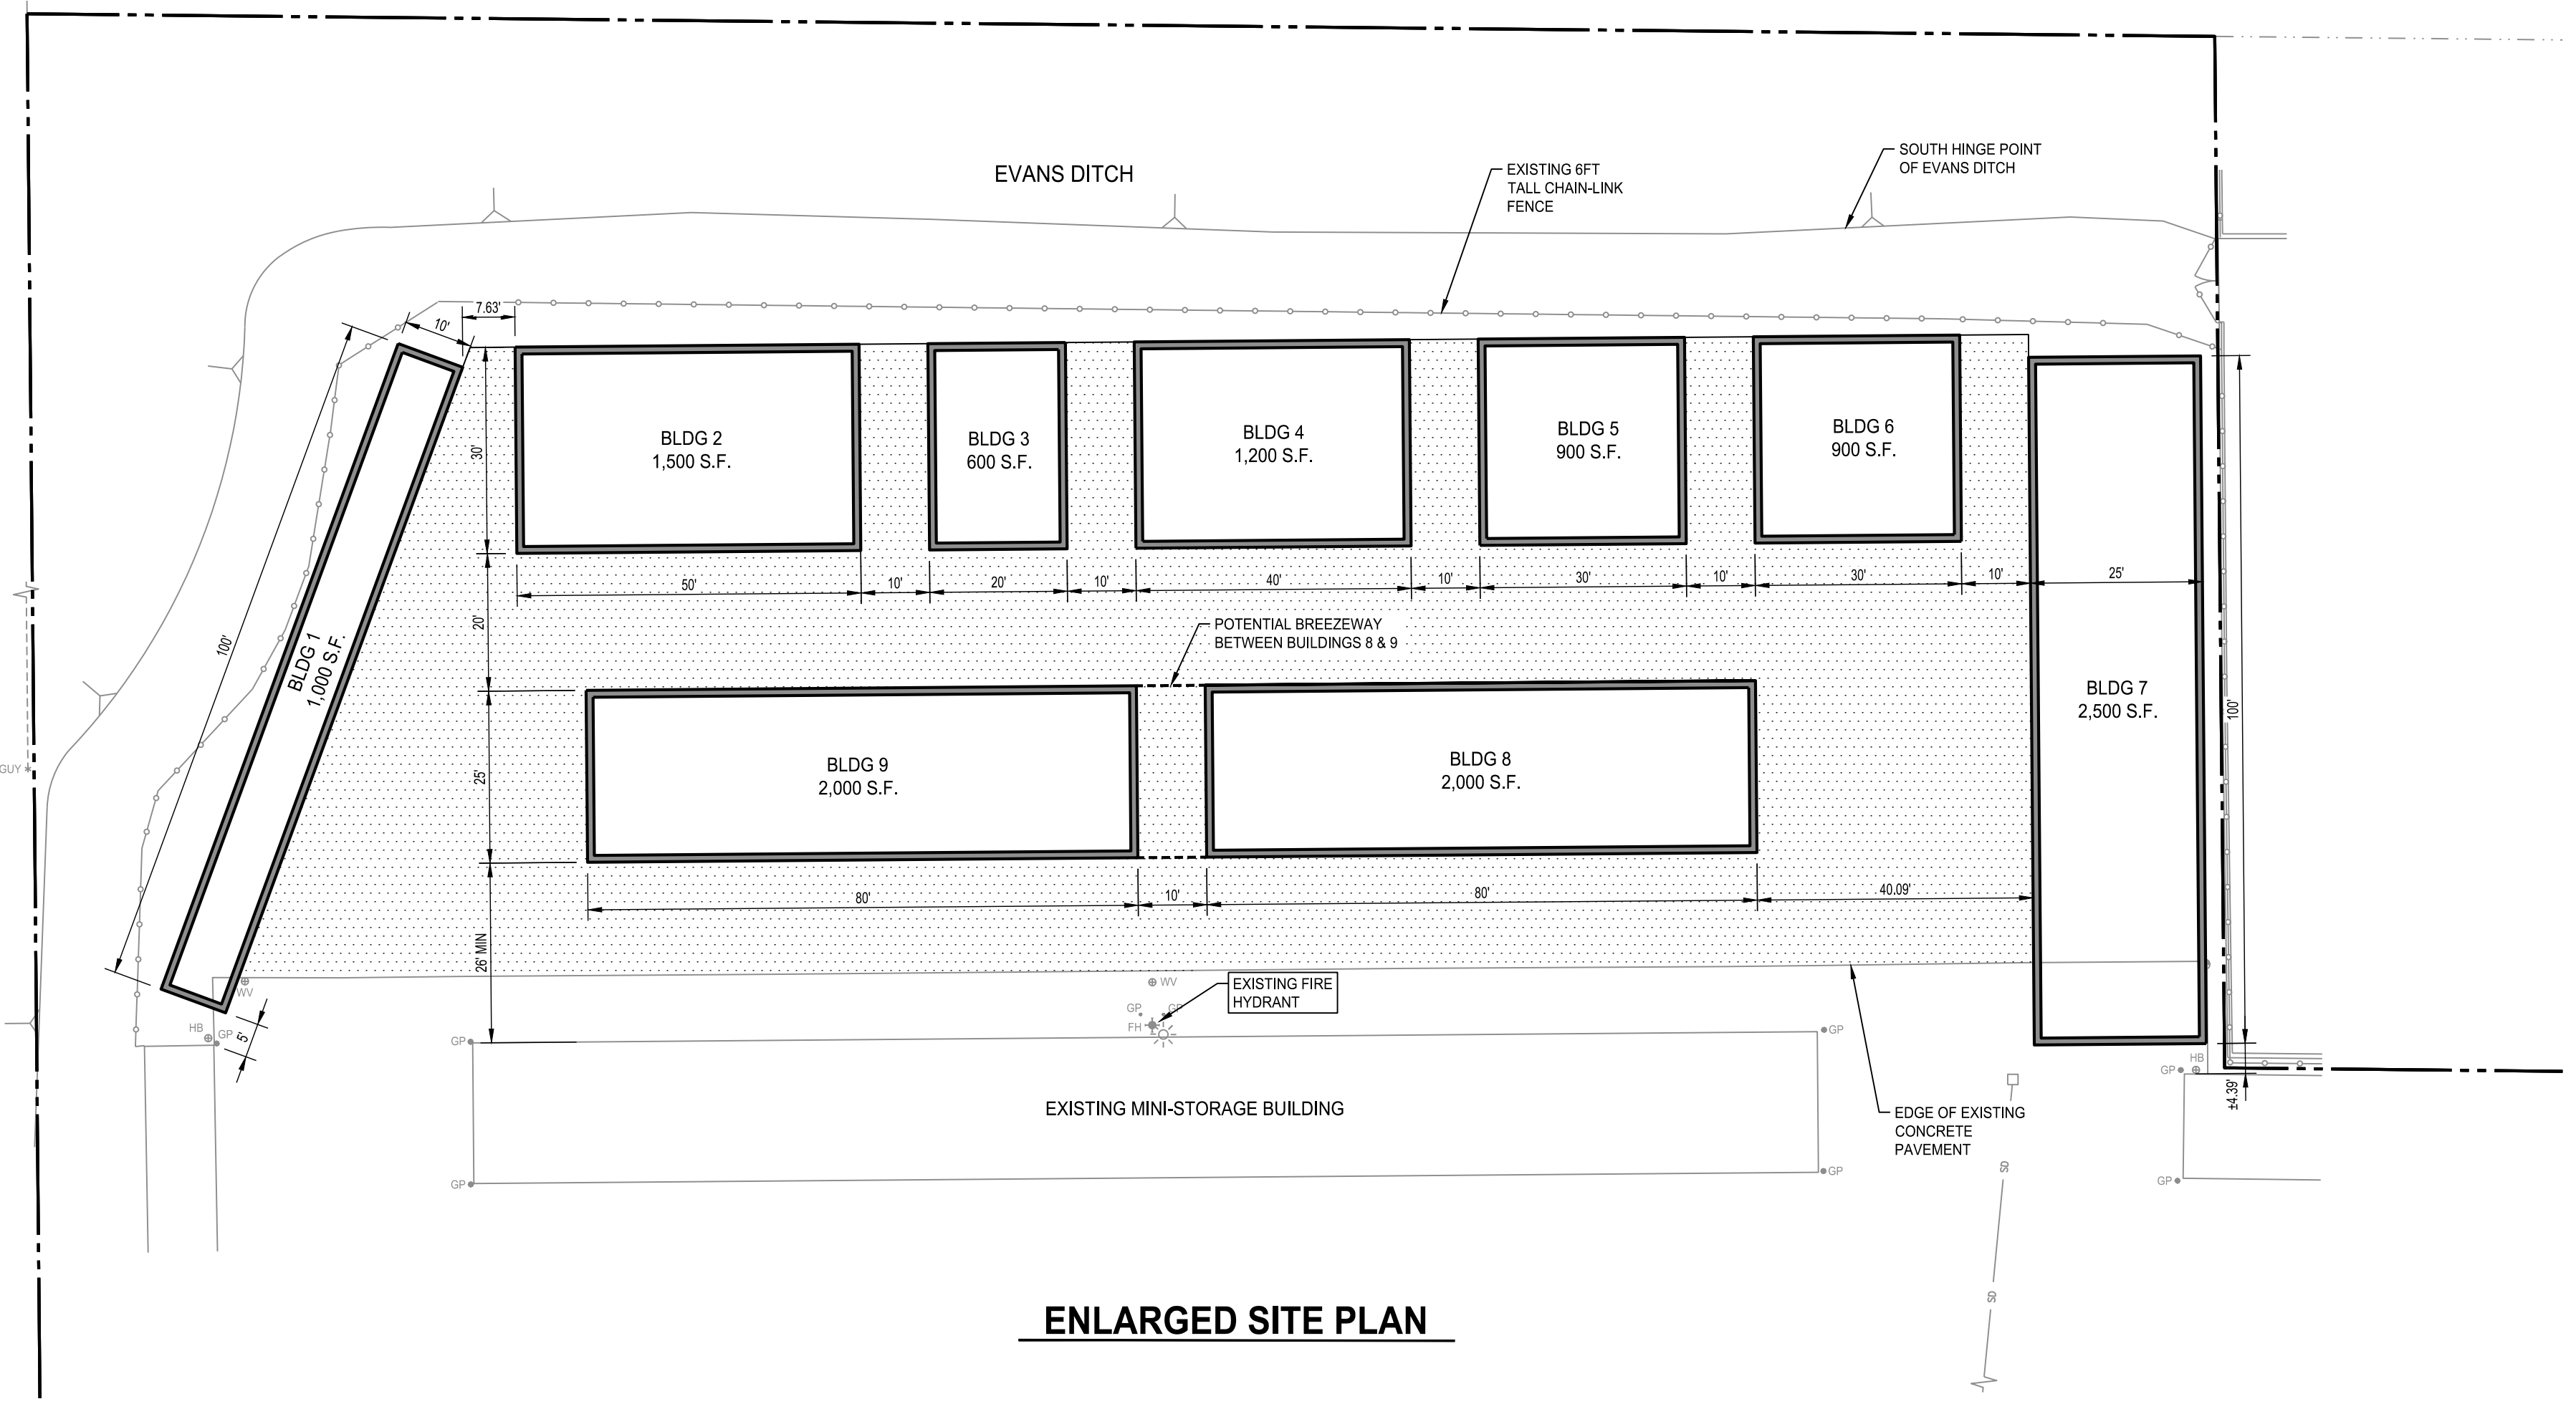 EVANS DITCH
SOUTH HINGE POINT
OF EVANS DITCH
EXISTING 6FT
TALL CHAIN-LINK
FENCE
7.63'
10'
100'
30'
20'
25'
26' MIN
BLDG 1
1,000 S.F.
BLDG 2
1,500 S.F.
BLDG 3
600 S.F.
BLDG 4
1,200 S.F.
BLDG 5
900 S.F.
BLDG 6
900 S.F.
50'
10'
20'
10'
40'
10'
30'
10'
30'
10'
25'
POTENTIAL BREEZEWAY
BETWEEN BUILDINGS 8 & 9
BLDG 7
2,500 S.F.
100'
GUY
BLDG 9
2,000 S.F.
BLDG 8
2,000 S.F.
80'
10'
80'
40.09'
WV
WV
EXISTING FIRE
HYDRANT
GP
GP
FH
HB
GP
5'
GP
GP
HB
GP
±4.39'
EXISTING MINI-STORAGE BUILDING
EDGE OF EXISTING
CONCRETE
PAVEMENT
GP
GP
GP
SD
SD
ENLARGED SITE PLAN